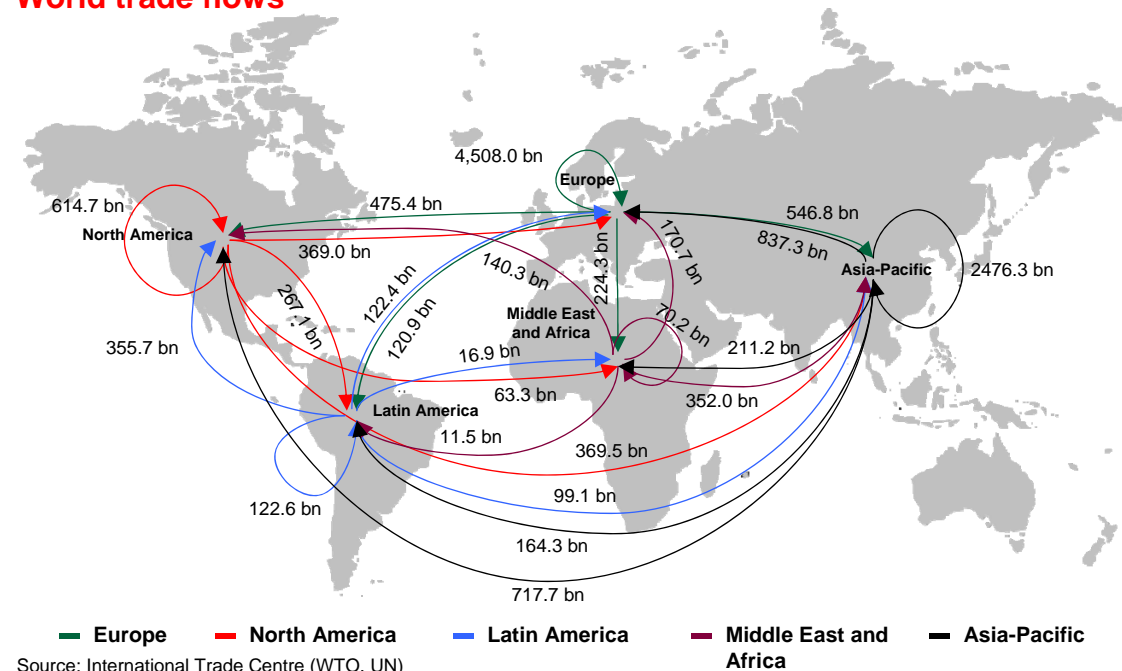 World trade flows
4,508.0 bn
Europe
614.7 bn
475.4 bn
546.8 bn
North America
369.0 bn
837.3 bn
170.7 bn
224.3 bn
140.3 bn
Asia-Pacific
2476.3 bn
267.1 bn
122.4 bn
120.9 bn
Middle East
and Africa
70.2 bn
355.7 bn
16.9 bn
211.2 bn
63.3 bn
352.0 bn
Latin America
11.5 bn
369.5 bn
99.1 bn
122.6 bn
164.3 bn
717.7 bn
Europe
North America
Latin America
Middle East and
Africa
Asia-Pacific
Source: International Trade Centre (WTO, UN)